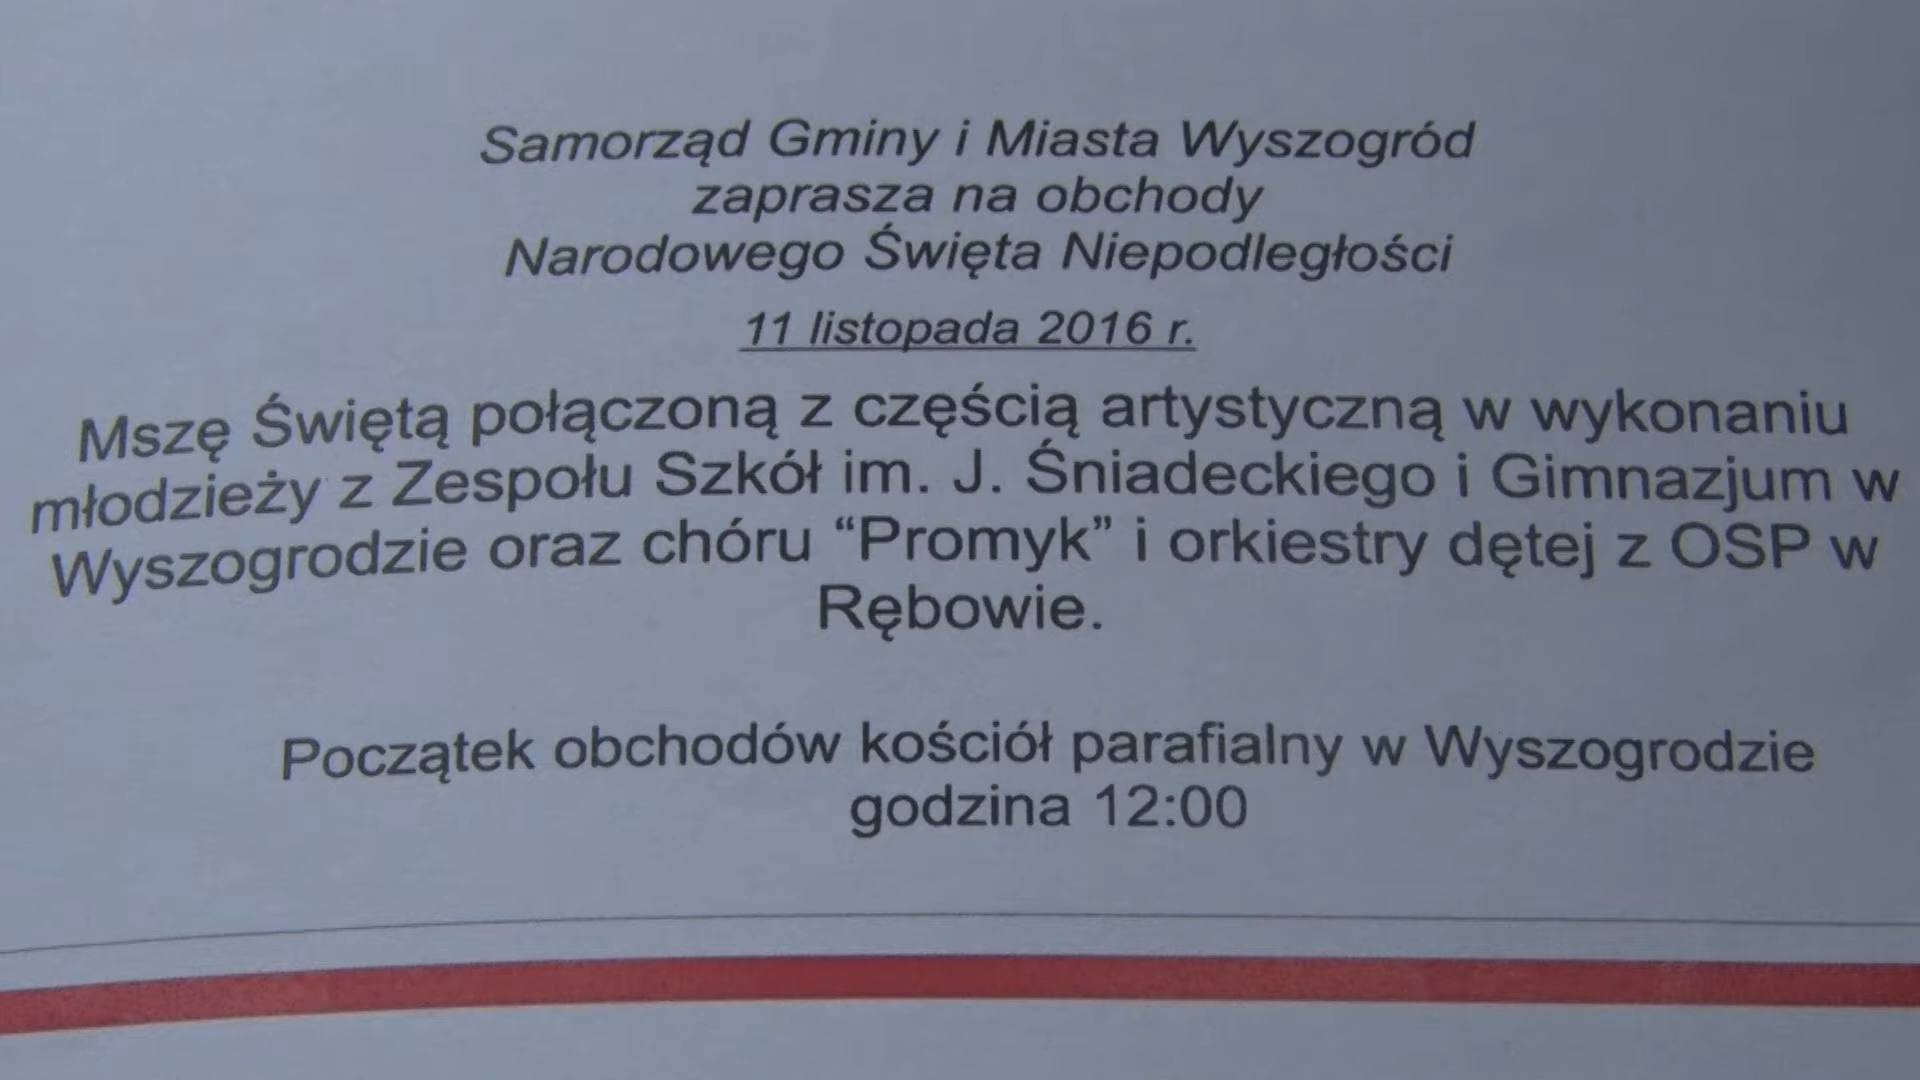 Samorząd Gminy i Miasta Wyszogród
zaprasza na obchody
Narodowego Święta Niepodległości
11 listopada 2016 r.
Mszę Świętą połączoną z częścią artystyczną w wykonaniu
młodzieży z Zespołu Szkół im. J. Śniadeckiego i Gimnazjum w
Wyszogrodzie oraz chóru “Promyk” i orkiestry dętej z OSP w
Rębowie.
Początek obchodów kościół parafialny w Wyszogrodzie
godzina 12:00